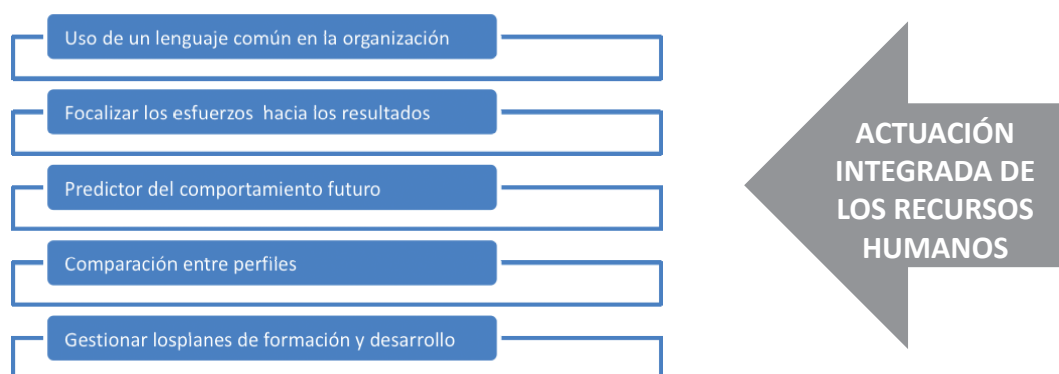 Uso de un lenguaje común en la organización
Focalizar los esfuerzos hacia los resultados
Predictor del comportamiento futuro
Comparación entre perfiles
Gestionar losplanes de formación y desarrollo
ACTUACIÓN
INTEGRADA DE
LOS RECURSOS
HUMANOS